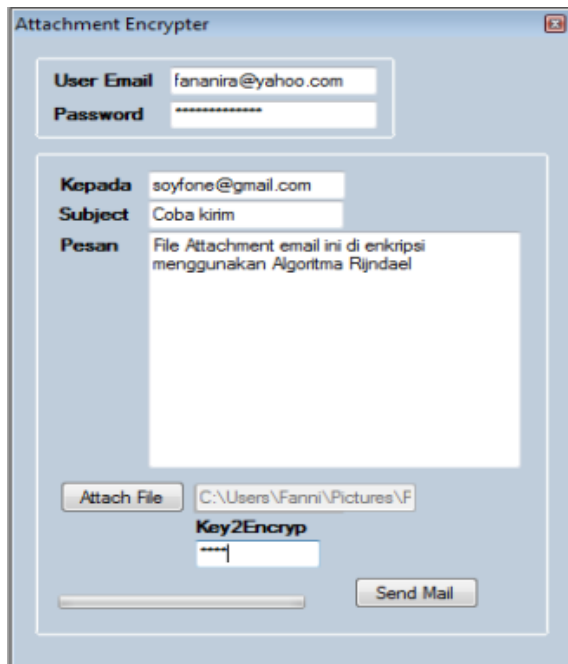 Attachment Encrypter
User Email fananira@yahoo.com
Password *************
Kepada soyfone@gmail.com
Subject Coba kirim
Pesan File Attachment email ini di enkripsi
menggunakan Algoritma Rijndael
Attach File C:\Users\Fanni\Pictures\F
Key2Encryp
****
Send Mail